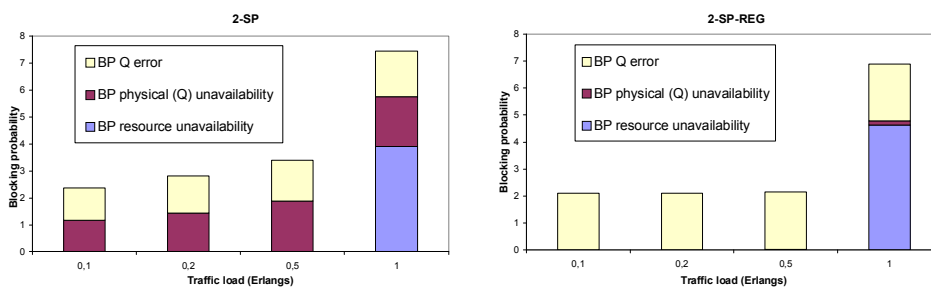 2-SP
Blocking probability
8
7
6
5
4
3
2
1
0
BP Q error
BP physical (Q) unavailability
BP resource unavailability
0,1
0,2
0,5
1
Traffic load (Erlangs)
2-SP-REG
Blocking probability
8
7
6
5
4
3
2
1
0
BP Q error
BP physical (Q) unavailability
BP resource unavailability
0,1
0,2
0,5
1
Traffic load (Erlangs)